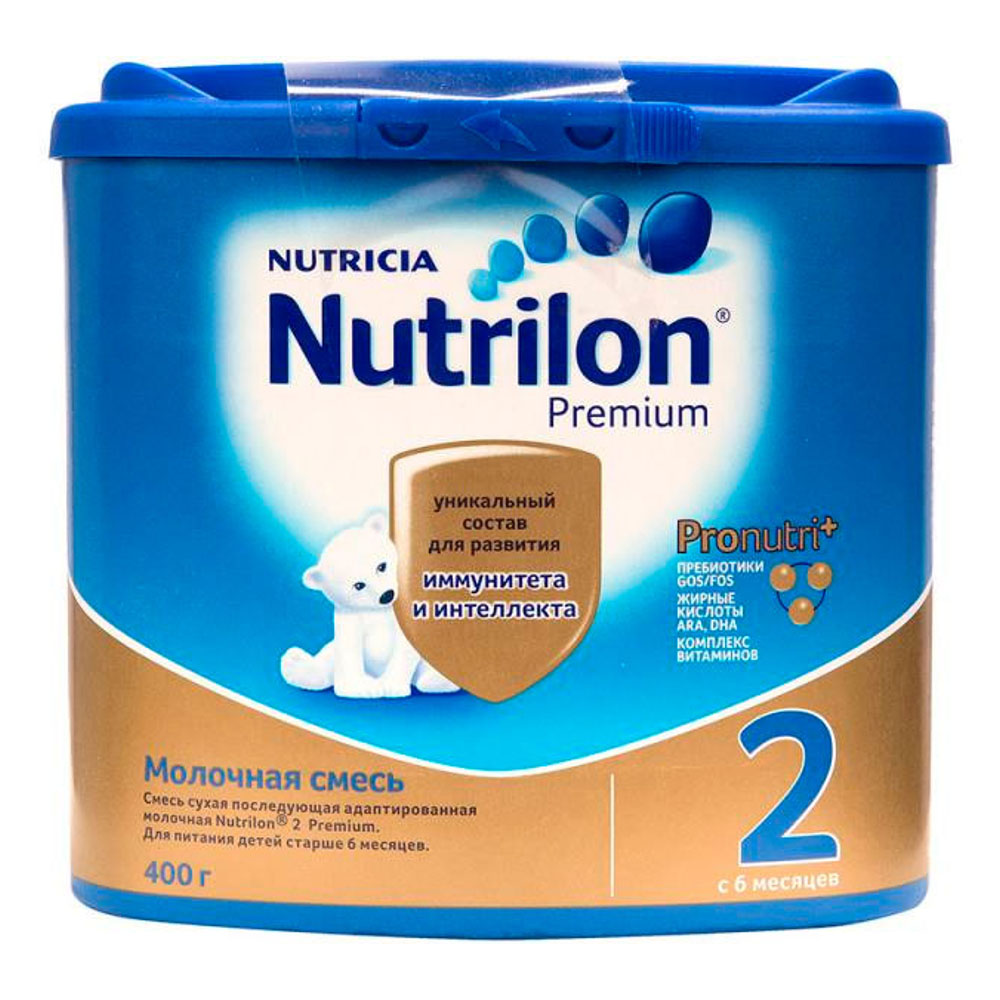 NUTRICIA
Nutrilon®
Premium
уникальный
состав
для развития
иммунитета
и интеллекта
Pronutri+
ПРЕБИОТИКИ
GOS/FOS
ЖИРНЫЕ
КИСЛОТЫ
ARA, DHA
КОМПЛЕКС
ВИТАМИНОВ
Молочная смесь
Смесь сухая последующая адаптированная
молочная Nutrilon® 2 Premium.
Для питания детей старше 6 месяцев.
400 г
2
с 6 месяцев